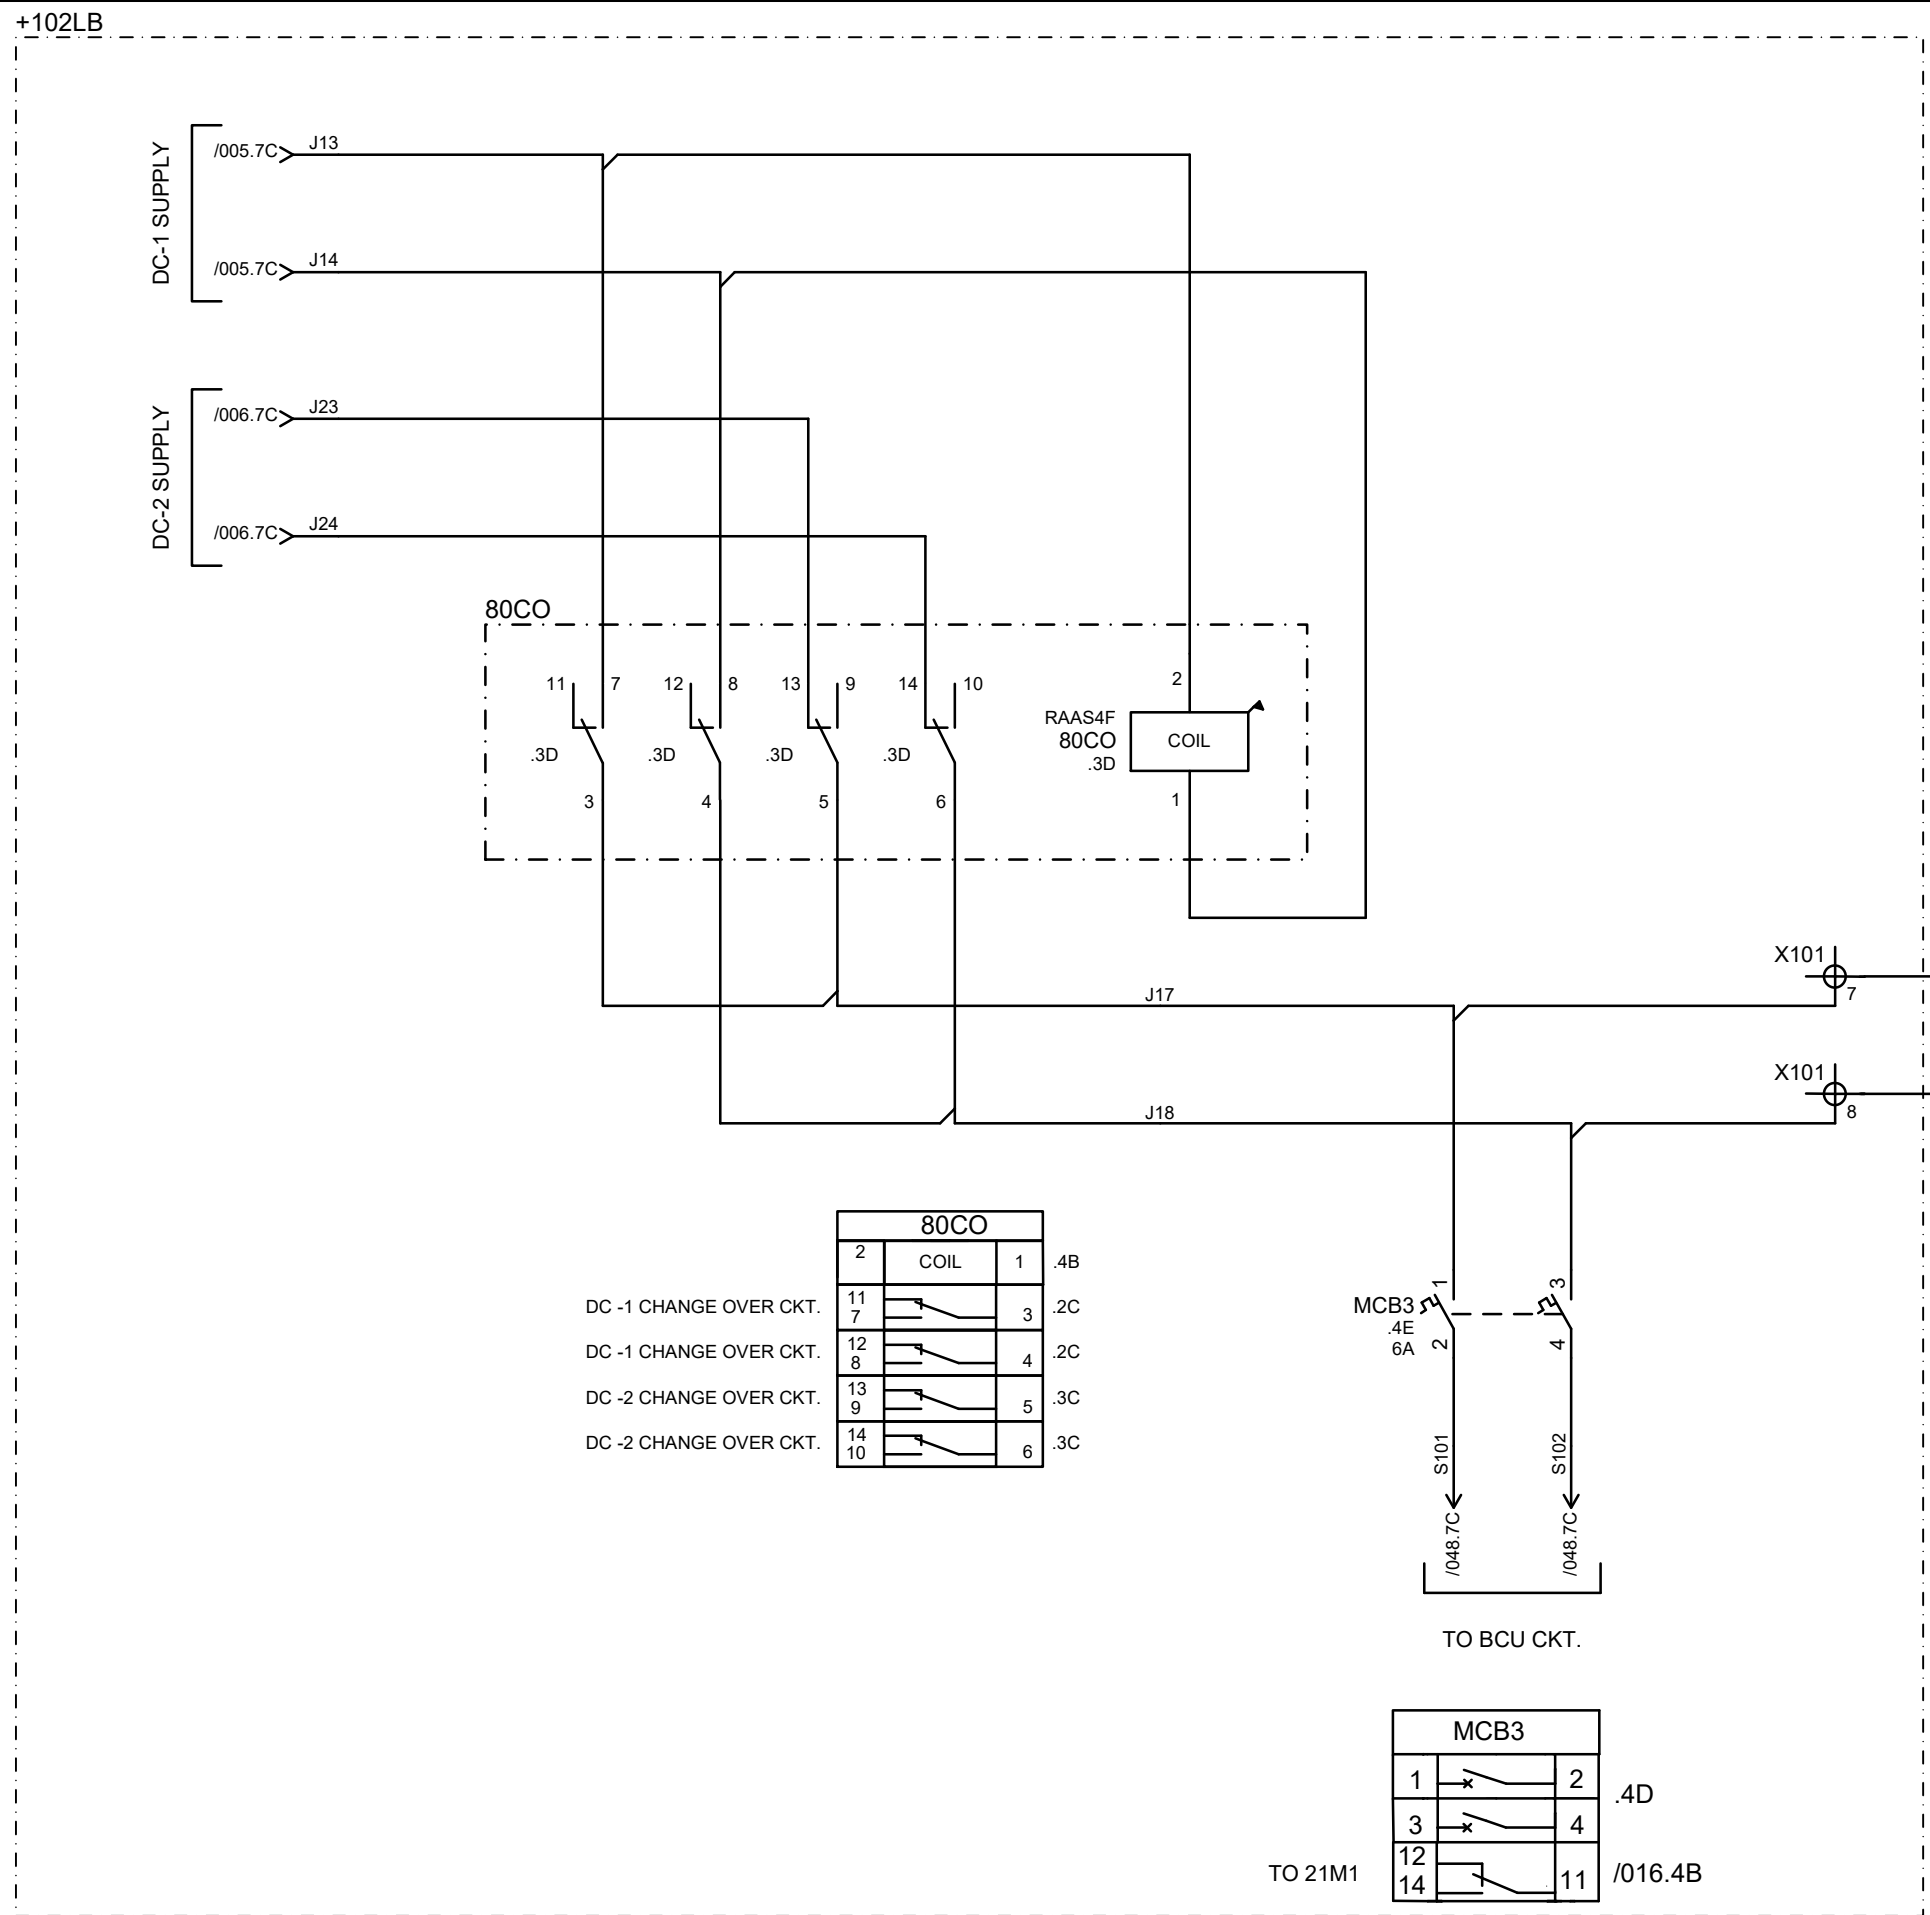 +102LB
DC-1 SUPPLY
/005.7C
J13
/005.7C
J14
DC-2 SUPPLY
/006.7C
J23
/006.7C
J24
80CO
11 7 12 8 13 9 14 10 2
RAAS4F
80CO
.3D
COIL
.3D .3D .3D .3D
3 4 5 6 1
X101
7
J17
X101
8
J18
80CO
2 COIL 1 .4B
DC -1 CHANGE OVER CKT. 11 7 3 .2C
DC -1 CHANGE OVER CKT. 12 8 4 .2C
DC -2 CHANGE OVER CKT. 13 9 5 .3C
DC -2 CHANGE OVER CKT. 14 10 6 .3C
1 3
MCB3
.4E
6A
2 4
S101 S102
/048.7C /048.7C
TO BCU CKT.
MCB3
1 2
.4D
3 4
12
TO 21M1 14 11 /016.4B